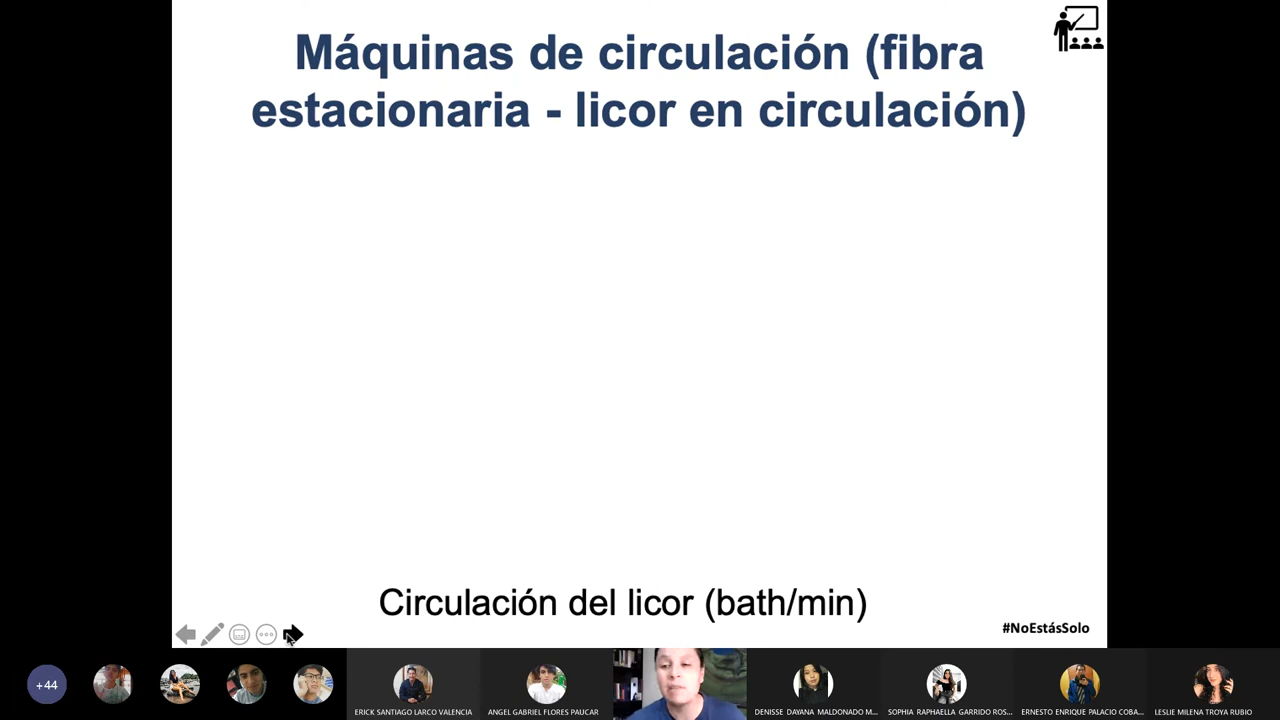 Máquinas de circulación (fibra
estacionaria - licor en circulación)
Circulación del licor (bath/min)
#NoEstásSolo
+44
ERICK SANTIAGO LARCO VALENCIA
ANGEL GABRIEL FLORES PAUCAR
DENISSE DAYANA MALDONADO M...
SOPHIA RAPHAELLA GARRIDO ROS...
ERNESTO ENRIQUE PALACIO COBA...
LESLIE MILENA TROYA RUBIO